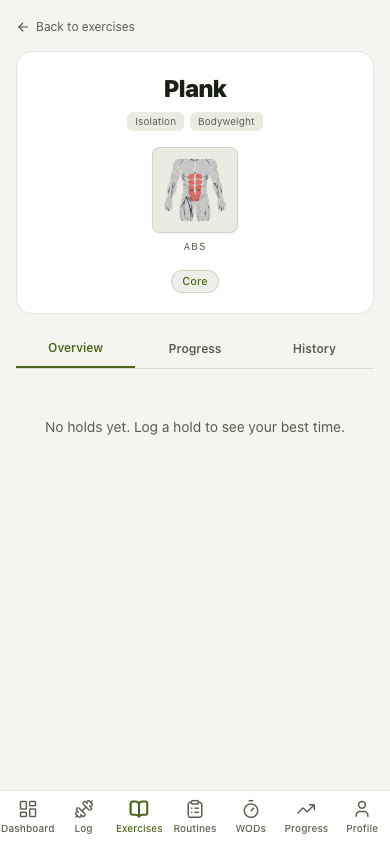 Back to exercises
Plank
Isolation Bodyweight
ABS
Core
Overview Progress History
No holds yet. Log a hold to see your best time.
Dashboard Log Exercises Routines WODs Progress Profile